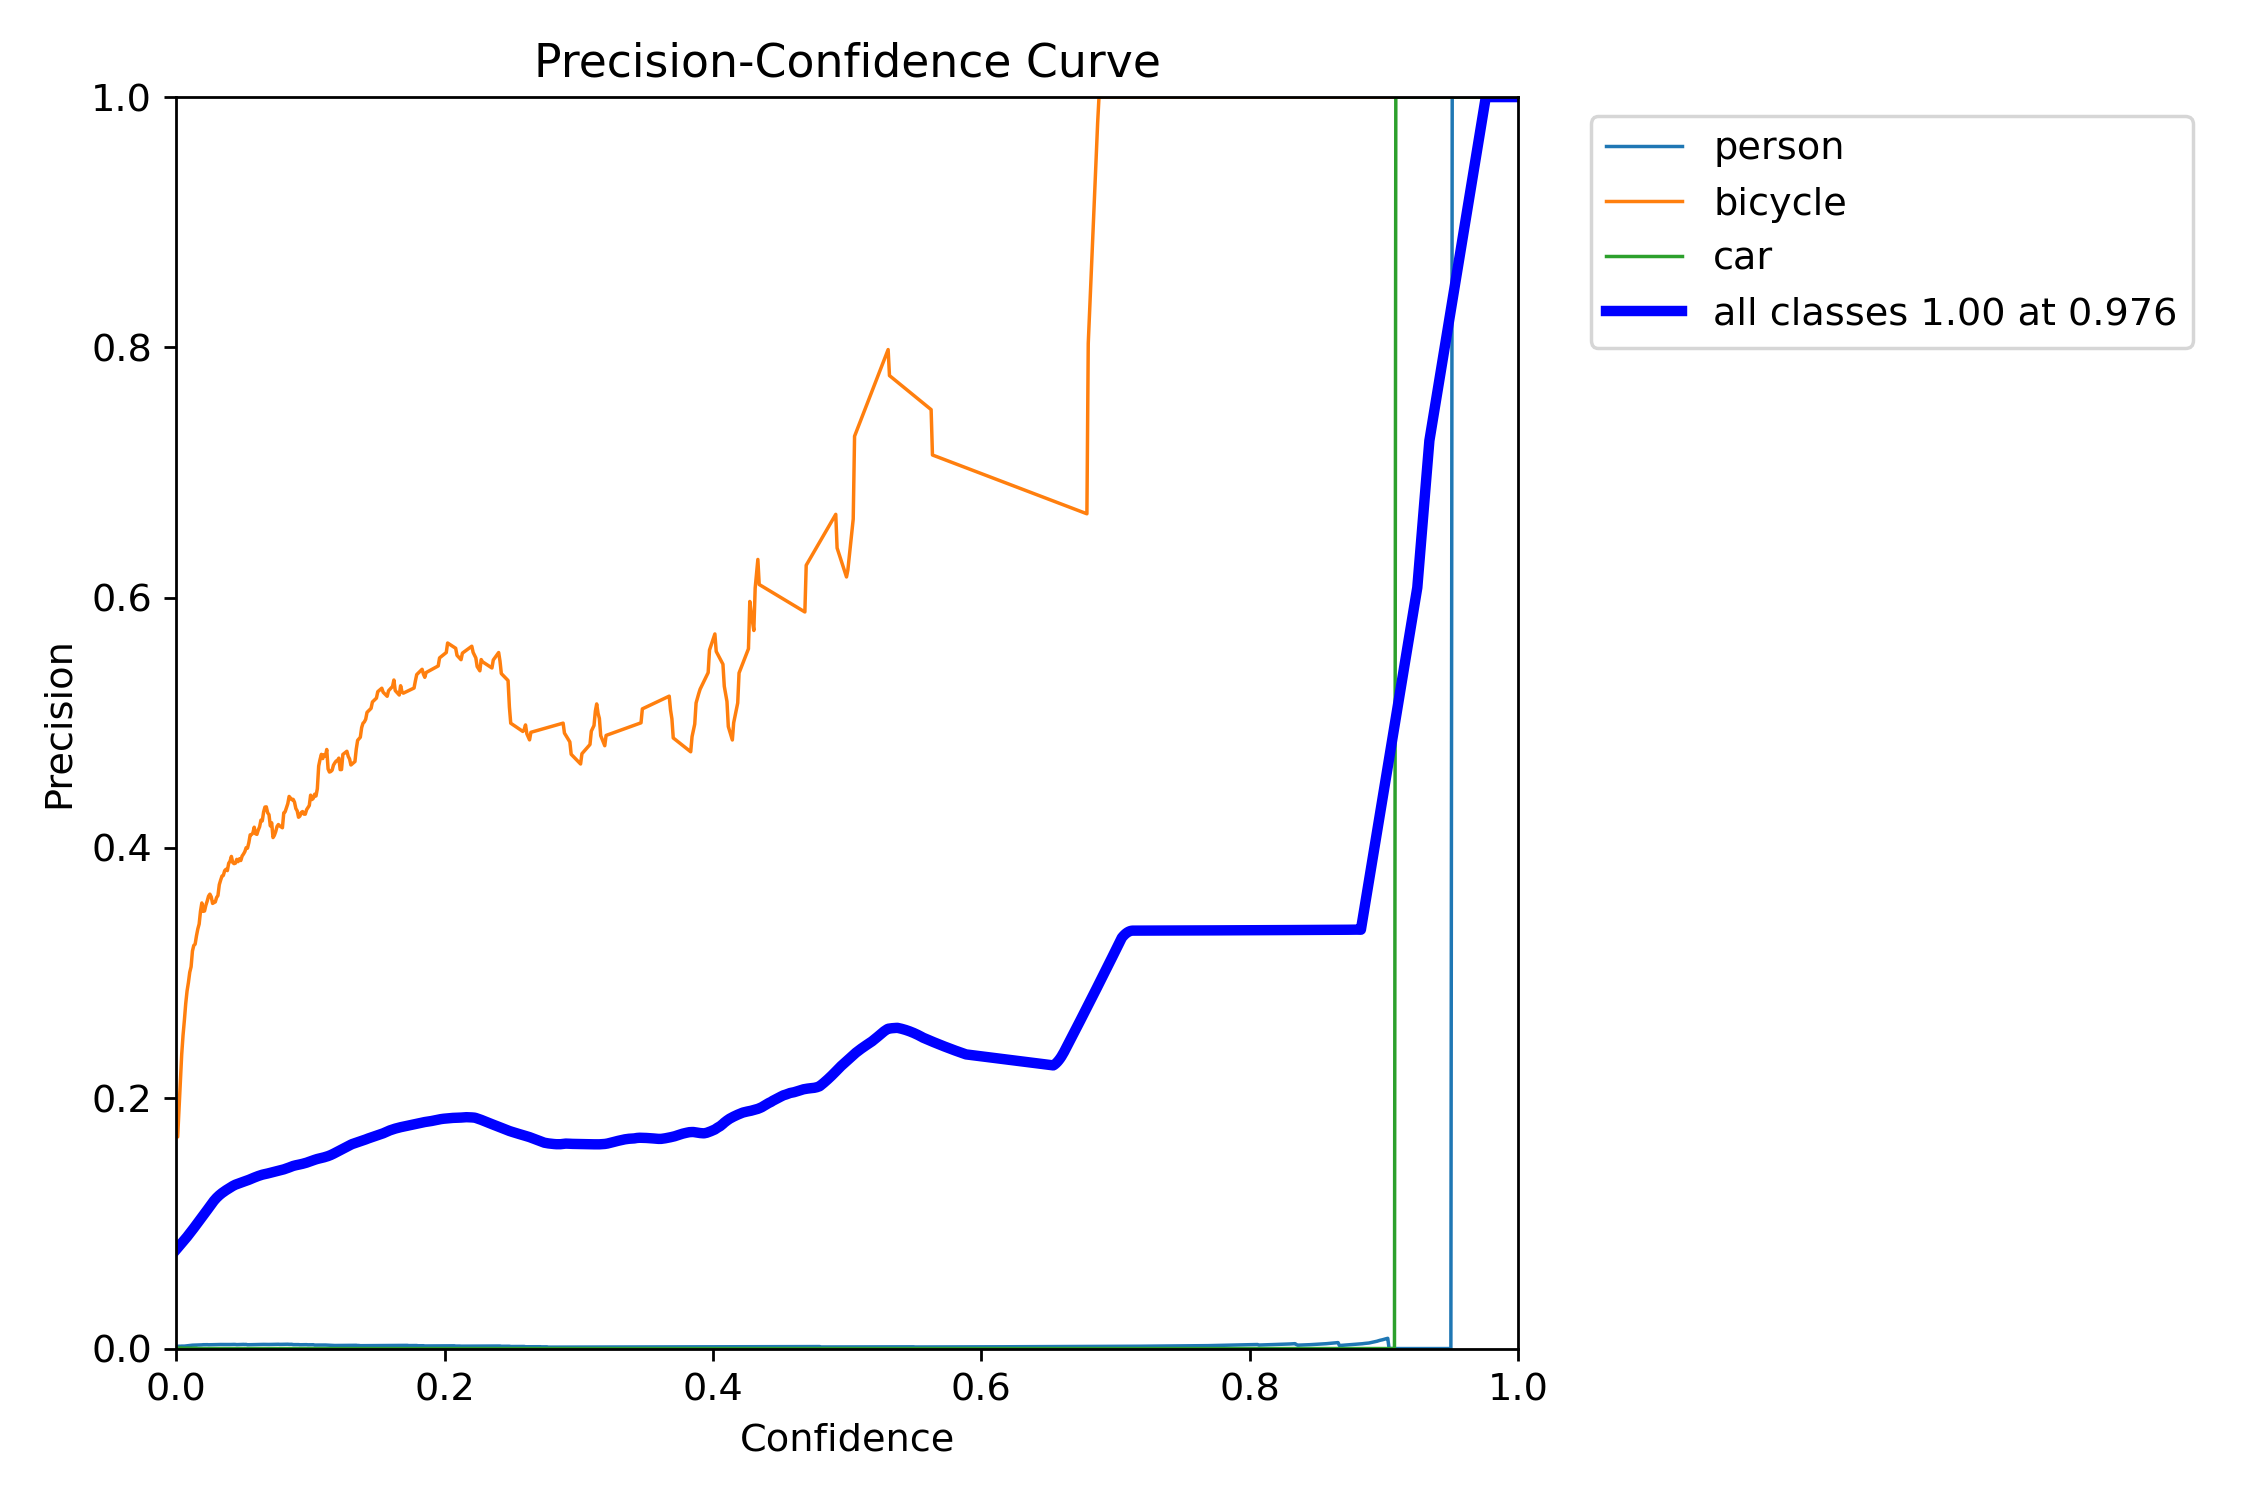 Precision-Confidence Curve
1.0
0.8
0.6
0.4
0.2
0.0
Precision
0.0 0.2 0.4 0.6 0.8 1.0
Confidence
person
bicycle
car
all classes 1.00 at 0.976